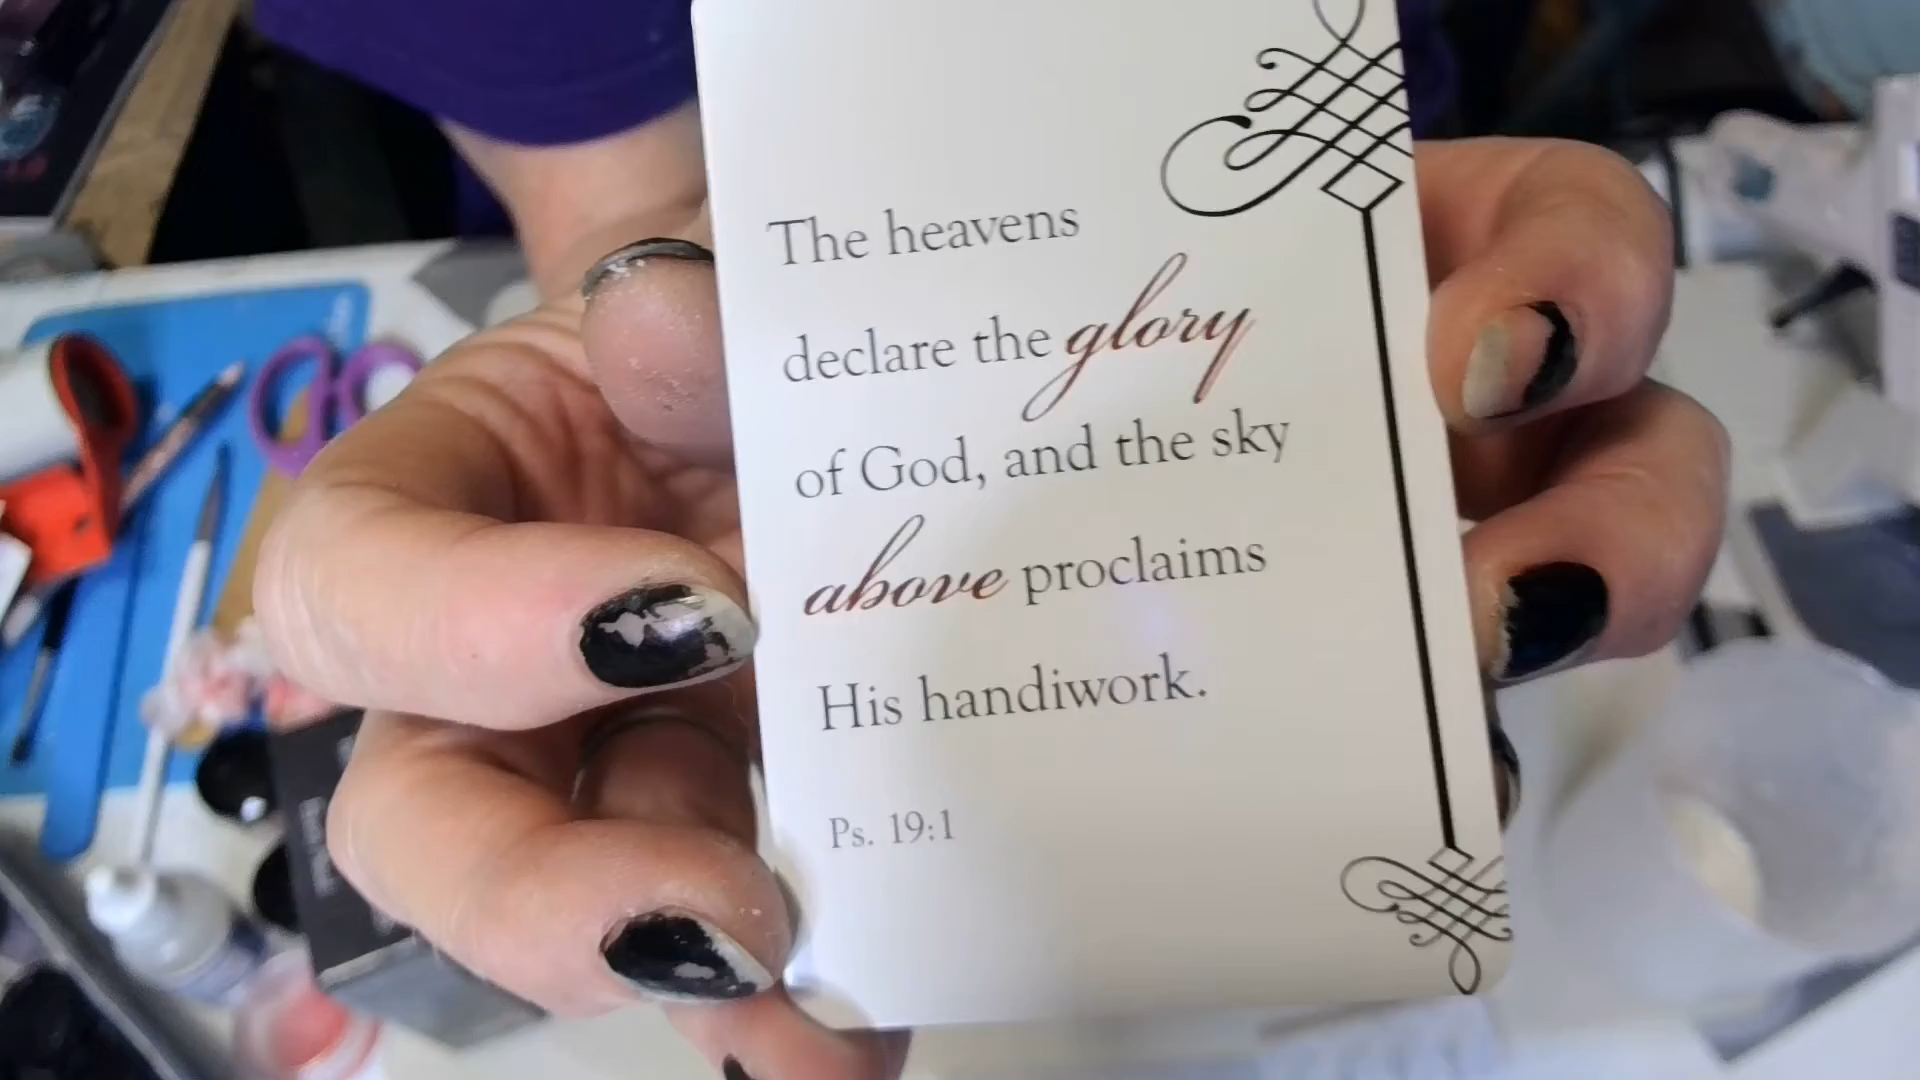 The heavens
declare the glory
of God, and the sky
above proclaims
His handiwork.
Ps. 19:1